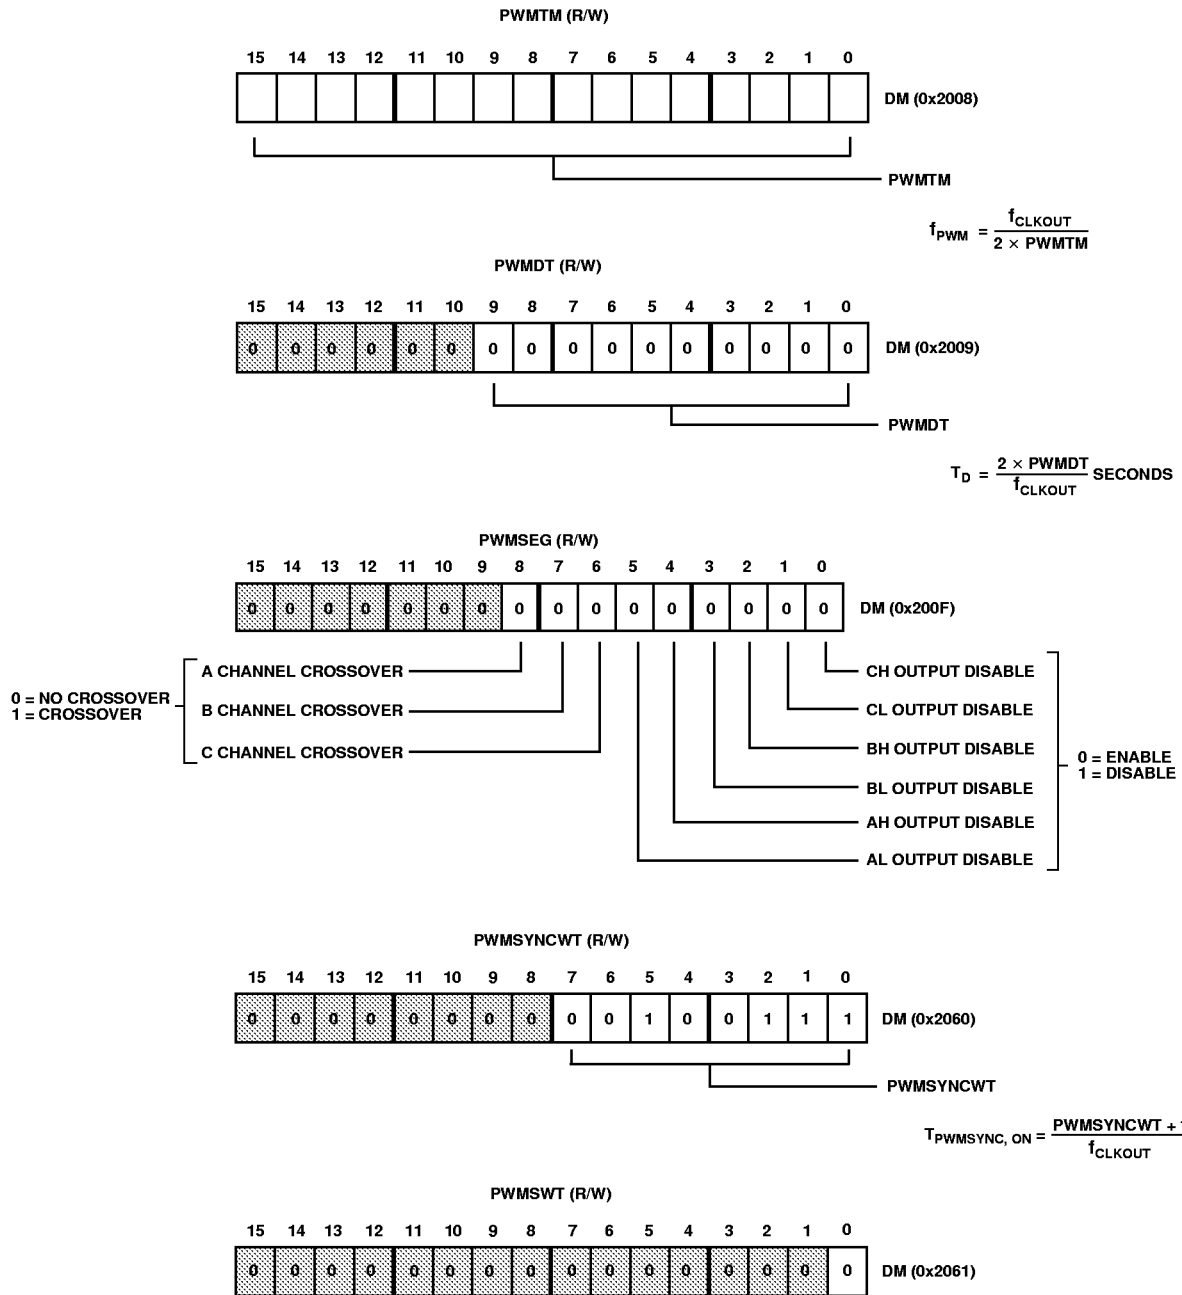 PWMTM (R/W)
15 14 13 12 11 10 9 8 7 6 5 4 3 2 1 0
DM (0x2008)
PWMTM
f_PWM = f_CLKOUT / 2 × PWMTM
PWMDT (R/W)
15 14 13 12 11 10 9 8 7 6 5 4 3 2 1 0
0 0 0 0 0 0 0 0 0 0 0 0 0 0 0 0 DM (0x2009)
PWMDT
T_D = 2 × PWMDT / f_CLKOUT SECONDS
PWMSEG (R/W)
15 14 13 12 11 10 9 8 7 6 5 4 3 2 1 0
0 0 0 0 0 0 0 0 0 0 0 0 0 0 0 0 DM (0x200F)
0 = NO CROSSOVER
1 = CROSSOVER
A CHANNEL CROSSOVER
B CHANNEL CROSSOVER
C CHANNEL CROSSOVER
CH OUTPUT DISABLE
CL OUTPUT DISABLE
BH OUTPUT DISABLE
BL OUTPUT DISABLE
AH OUTPUT DISABLE
AL OUTPUT DISABLE
0 = ENABLE
1 = DISABLE
PWMSYNCWT (R/W)
15 14 13 12 11 10 9 8 7 6 5 4 3 2 1 0
0 0 0 0 0 0 0 0 0 0 1 0 0 1 1 1 DM (0x2060)
PWMSYNCWT
T_PWMSYNC, ON = PWMSYNCWT + / f_CLKOUT
PWMSWT (R/W)
15 14 13 12 11 10 9 8 7 6 5 4 3 2 1 0
0 0 0 0 0 0 0 0 0 0 0 0 0 0 0 0 DM (0x2061)